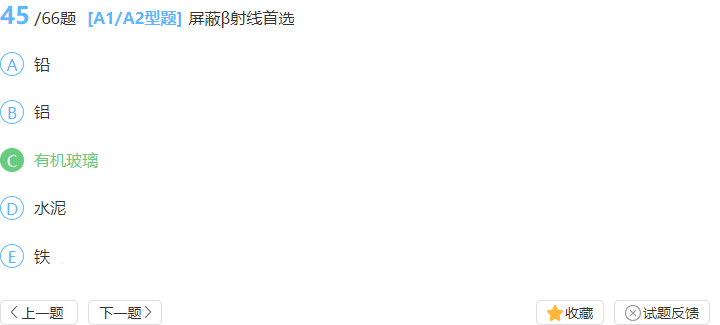 45 /66题 [A1/A2型题] 屏蔽β射线首选
A 铅
B 铝
C 有机玻璃
D 水泥
E 铁
上一题 下一题 收藏 试题反馈